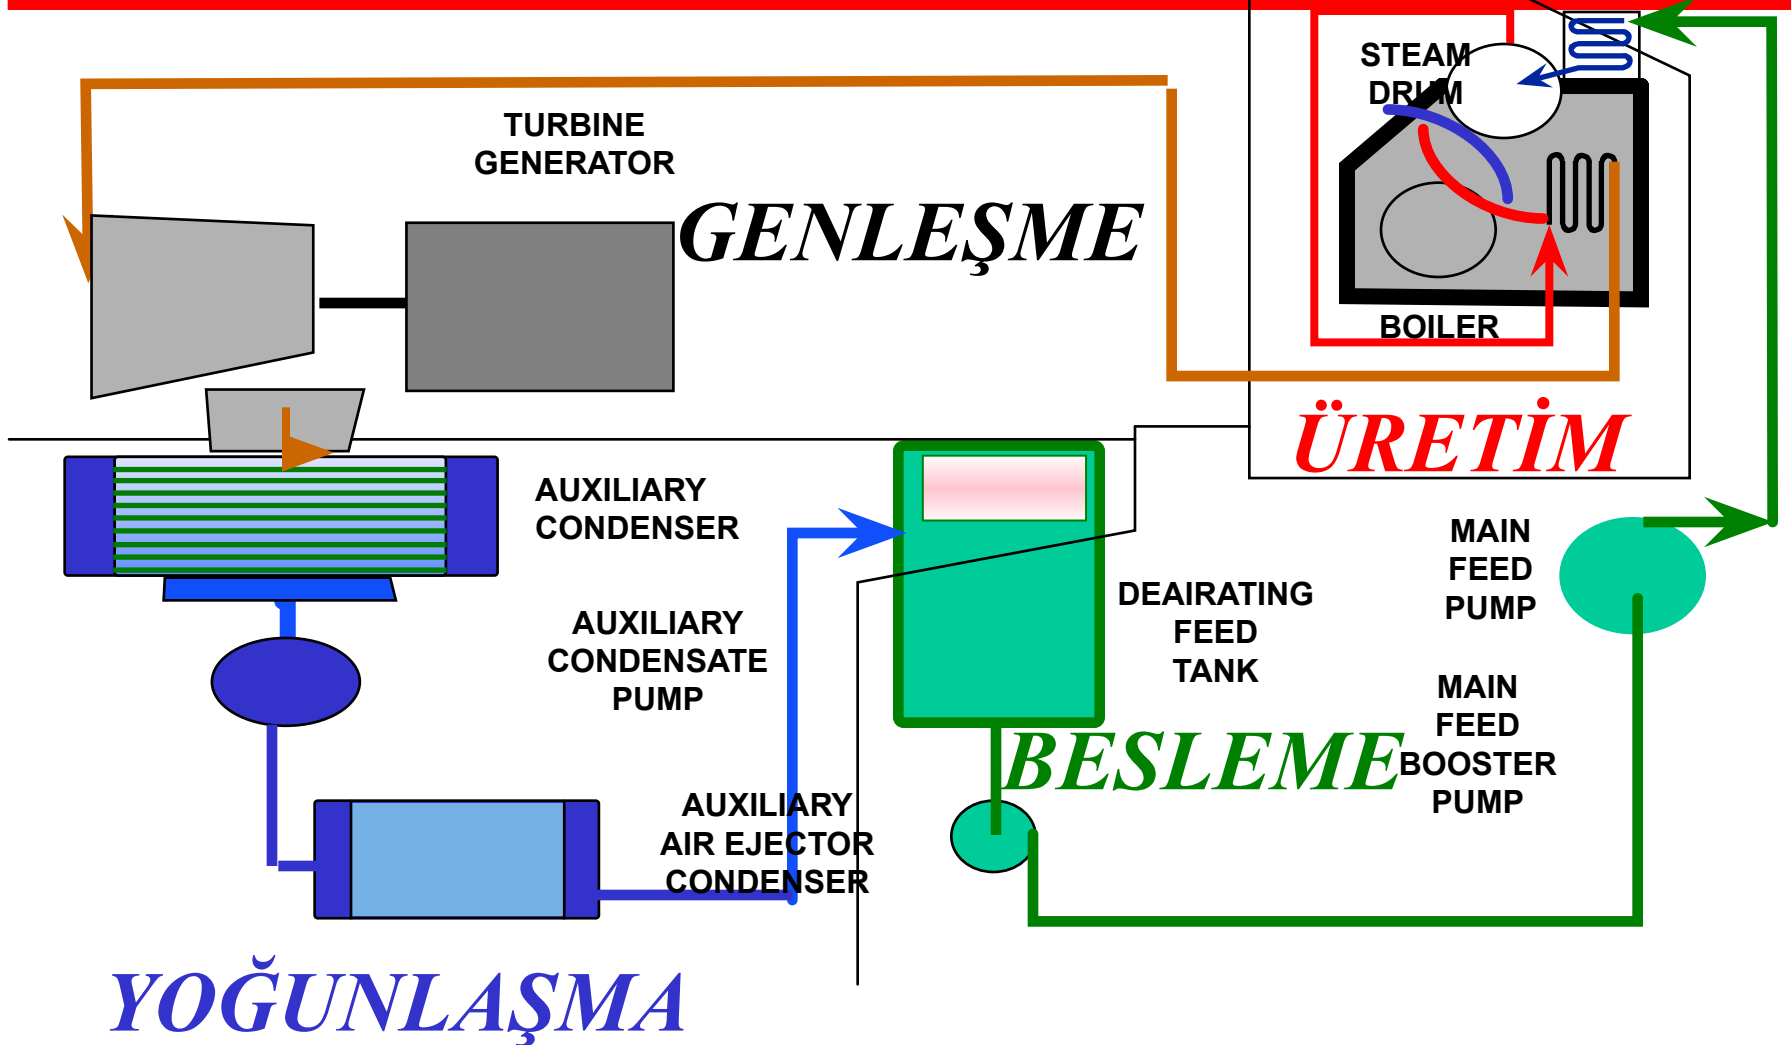 STEAM
DRUM
TURBINE
GENERATOR
GENLEŞME
BOILER
ÜRETİM
AUXILIARY
CONDENSER
MAIN
FEED
PUMP
DEAIRATING
FEED
TANK
AUXILIARY
CONDENSATE
PUMP
MAIN
FEED
BOOSTER
PUMP
BESLEME
AUXILIARY
AIR EJECTOR
CONDENSER
YOĞUNLAŞMA